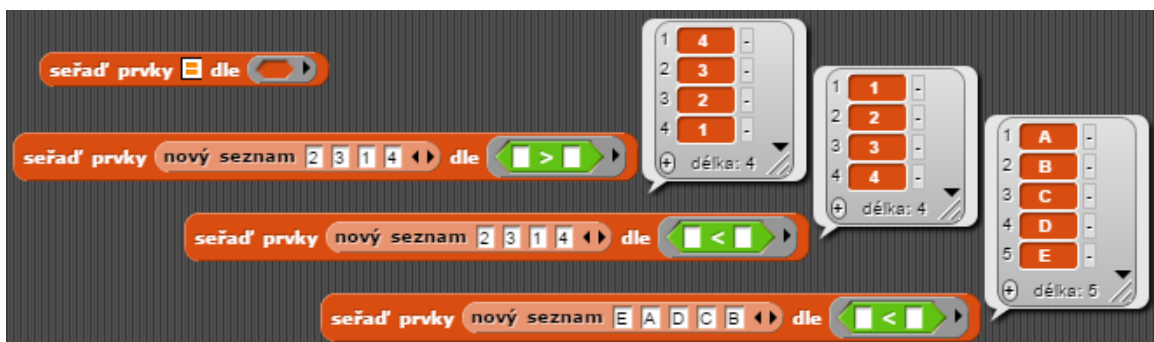 seřaď prvky dle
seřaď prvky nový seznam 2 3 1 4 dle >
1 4 -
2 3 -
3 2 -
4 1 -
+ délka: 4
seřaď prvky nový seznam 2 3 1 4 dle <
1 1 -
2 2 -
3 3 -
4 4 -
+ délka: 4
seřaď prvky nový seznam E A D C B dle <
1 A -
2 B -
3 C -
4 D -
5 E -
+ délka: 5